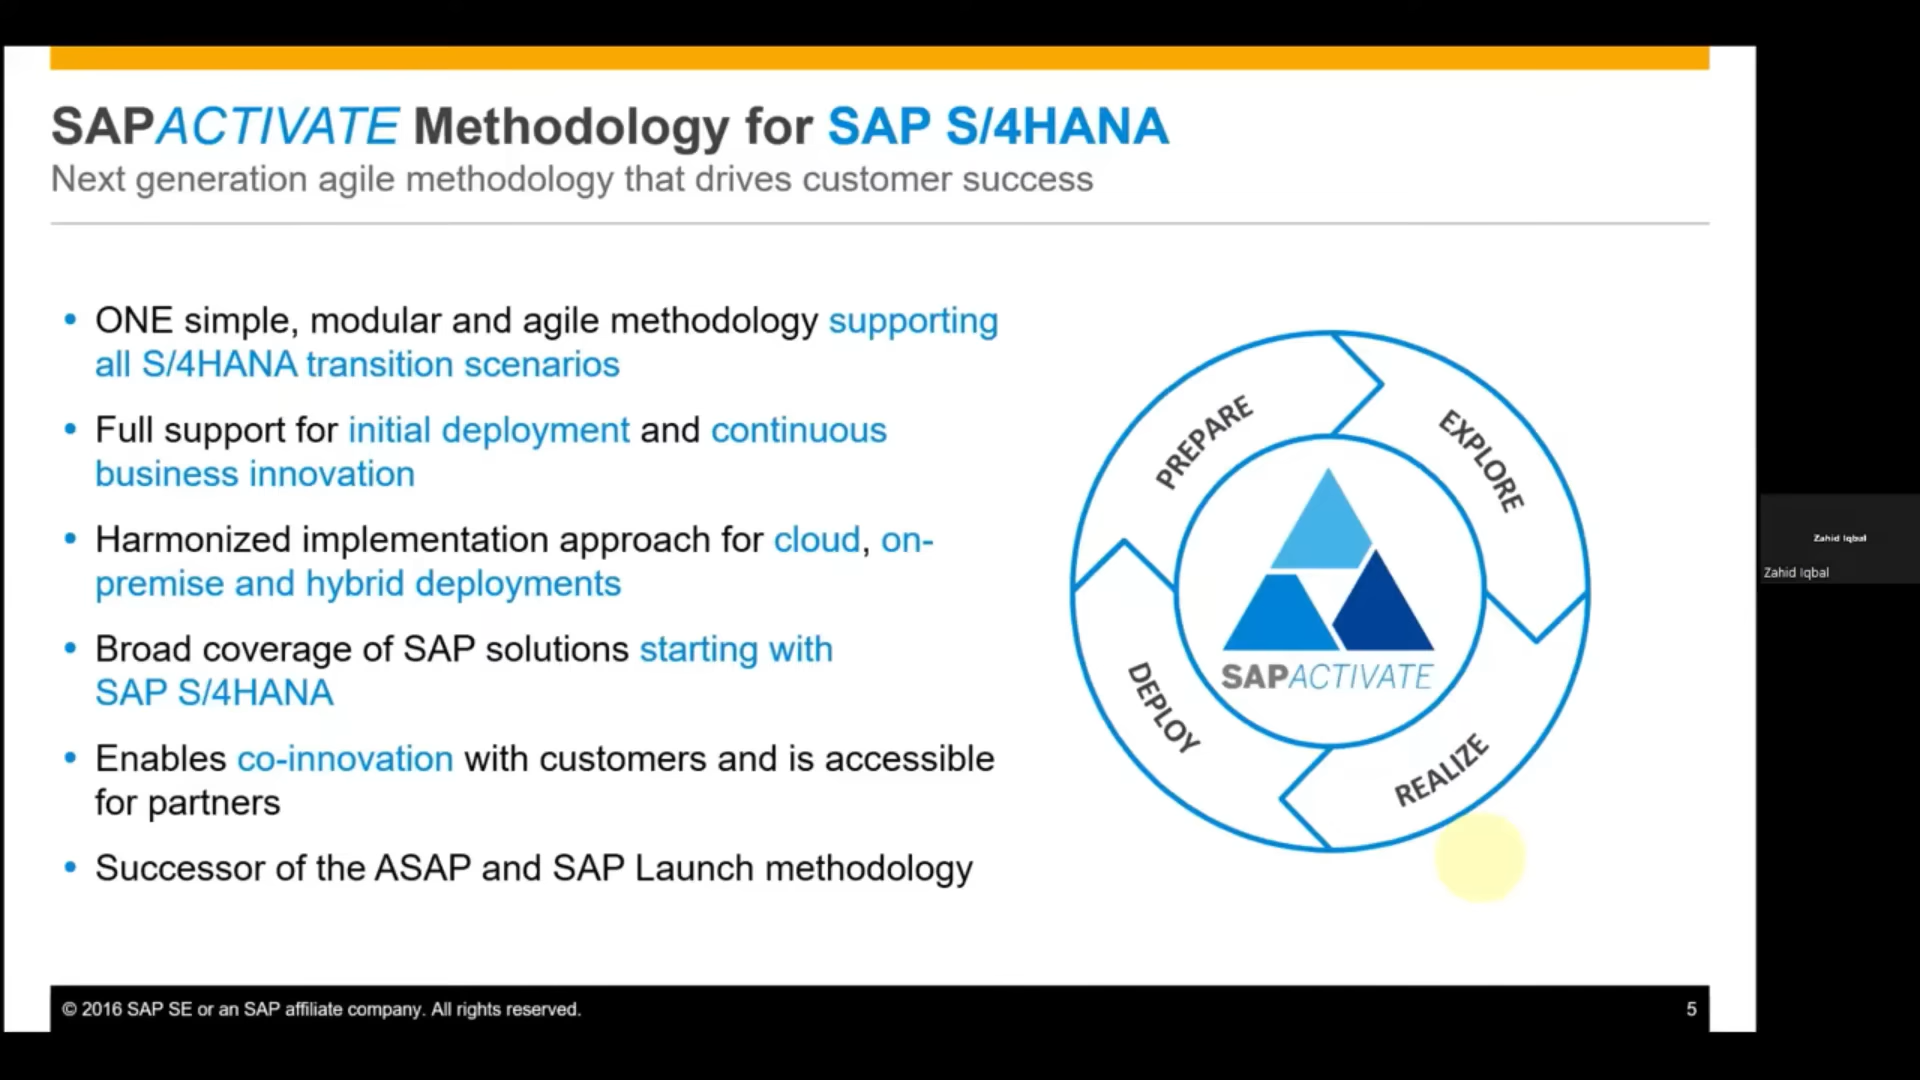 SAPACTIVATE Methodology for SAP S/4HANA
Next generation agile methodology that drives customer success
• ONE simple, modular and agile methodology supporting
all S/4HANA transition scenarios
• Full support for initial deployment and continuous
business innovation
• Harmonized implementation approach for cloud, on-
premise and hybrid deployments
• Broad coverage of SAP solutions starting with
SAP S/4HANA
• Enables co-innovation with customers and is accessible
for partners
• Successor of the ASAP and SAP Launch methodology
PREPARE
EXPLORE
REALIZE
DEPLOY
SAPACTIVATE
Zahid Iqbal
Zahid Iqbal
© 2016 SAP SE or an SAP affiliate company. All rights reserved.
5